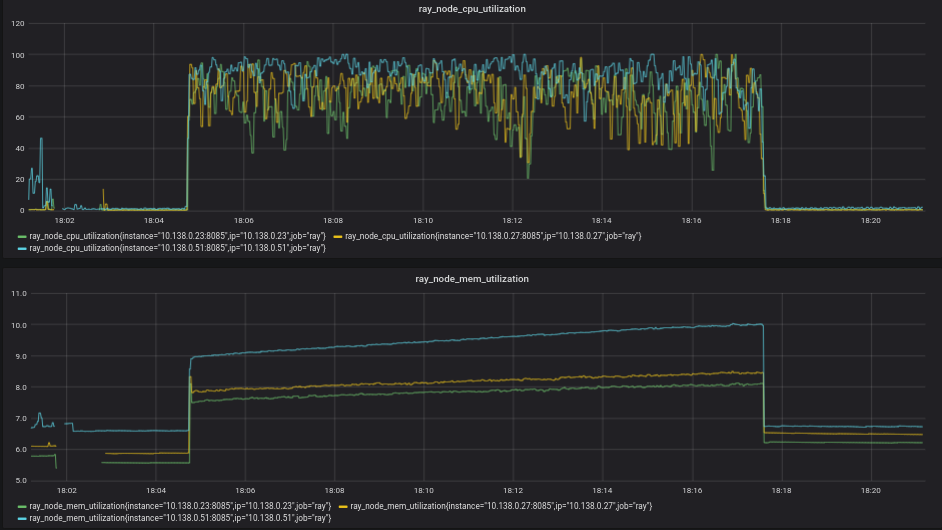 ray_node_cpu_utilization
120
100
80
60
40
20
0
18:02 18:04 18:06 18:08 18:10 18:12 18:14 18:16 18:18 18:20
ray_node_cpu_utilization{instance="10.138.0.23:8085",ip="10.138.0.23",job="ray"} ray_node_cpu_utilization{instance="10.138.0.27:8085",ip="10.138.0.27",job="ray"}
ray_node_cpu_utilization{instance="10.138.0.51:8085",ip="10.138.0.51",job="ray"}
ray_node_mem_utilization
11.0
10.0
9.0
8.0
7.0
6.0
5.0
18:02 18:04 18:06 18:08 18:10 18:12 18:14 18:16 18:18 18:20
ray_node_mem_utilization{instance="10.138.0.23:8085",ip="10.138.0.23",job="ray"} ray_node_mem_utilization{instance="10.138.0.27:8085",ip="10.138.0.27",job="ray"}
ray_node_mem_utilization{instance="10.138.0.51:8085",ip="10.138.0.51",job="ray"}